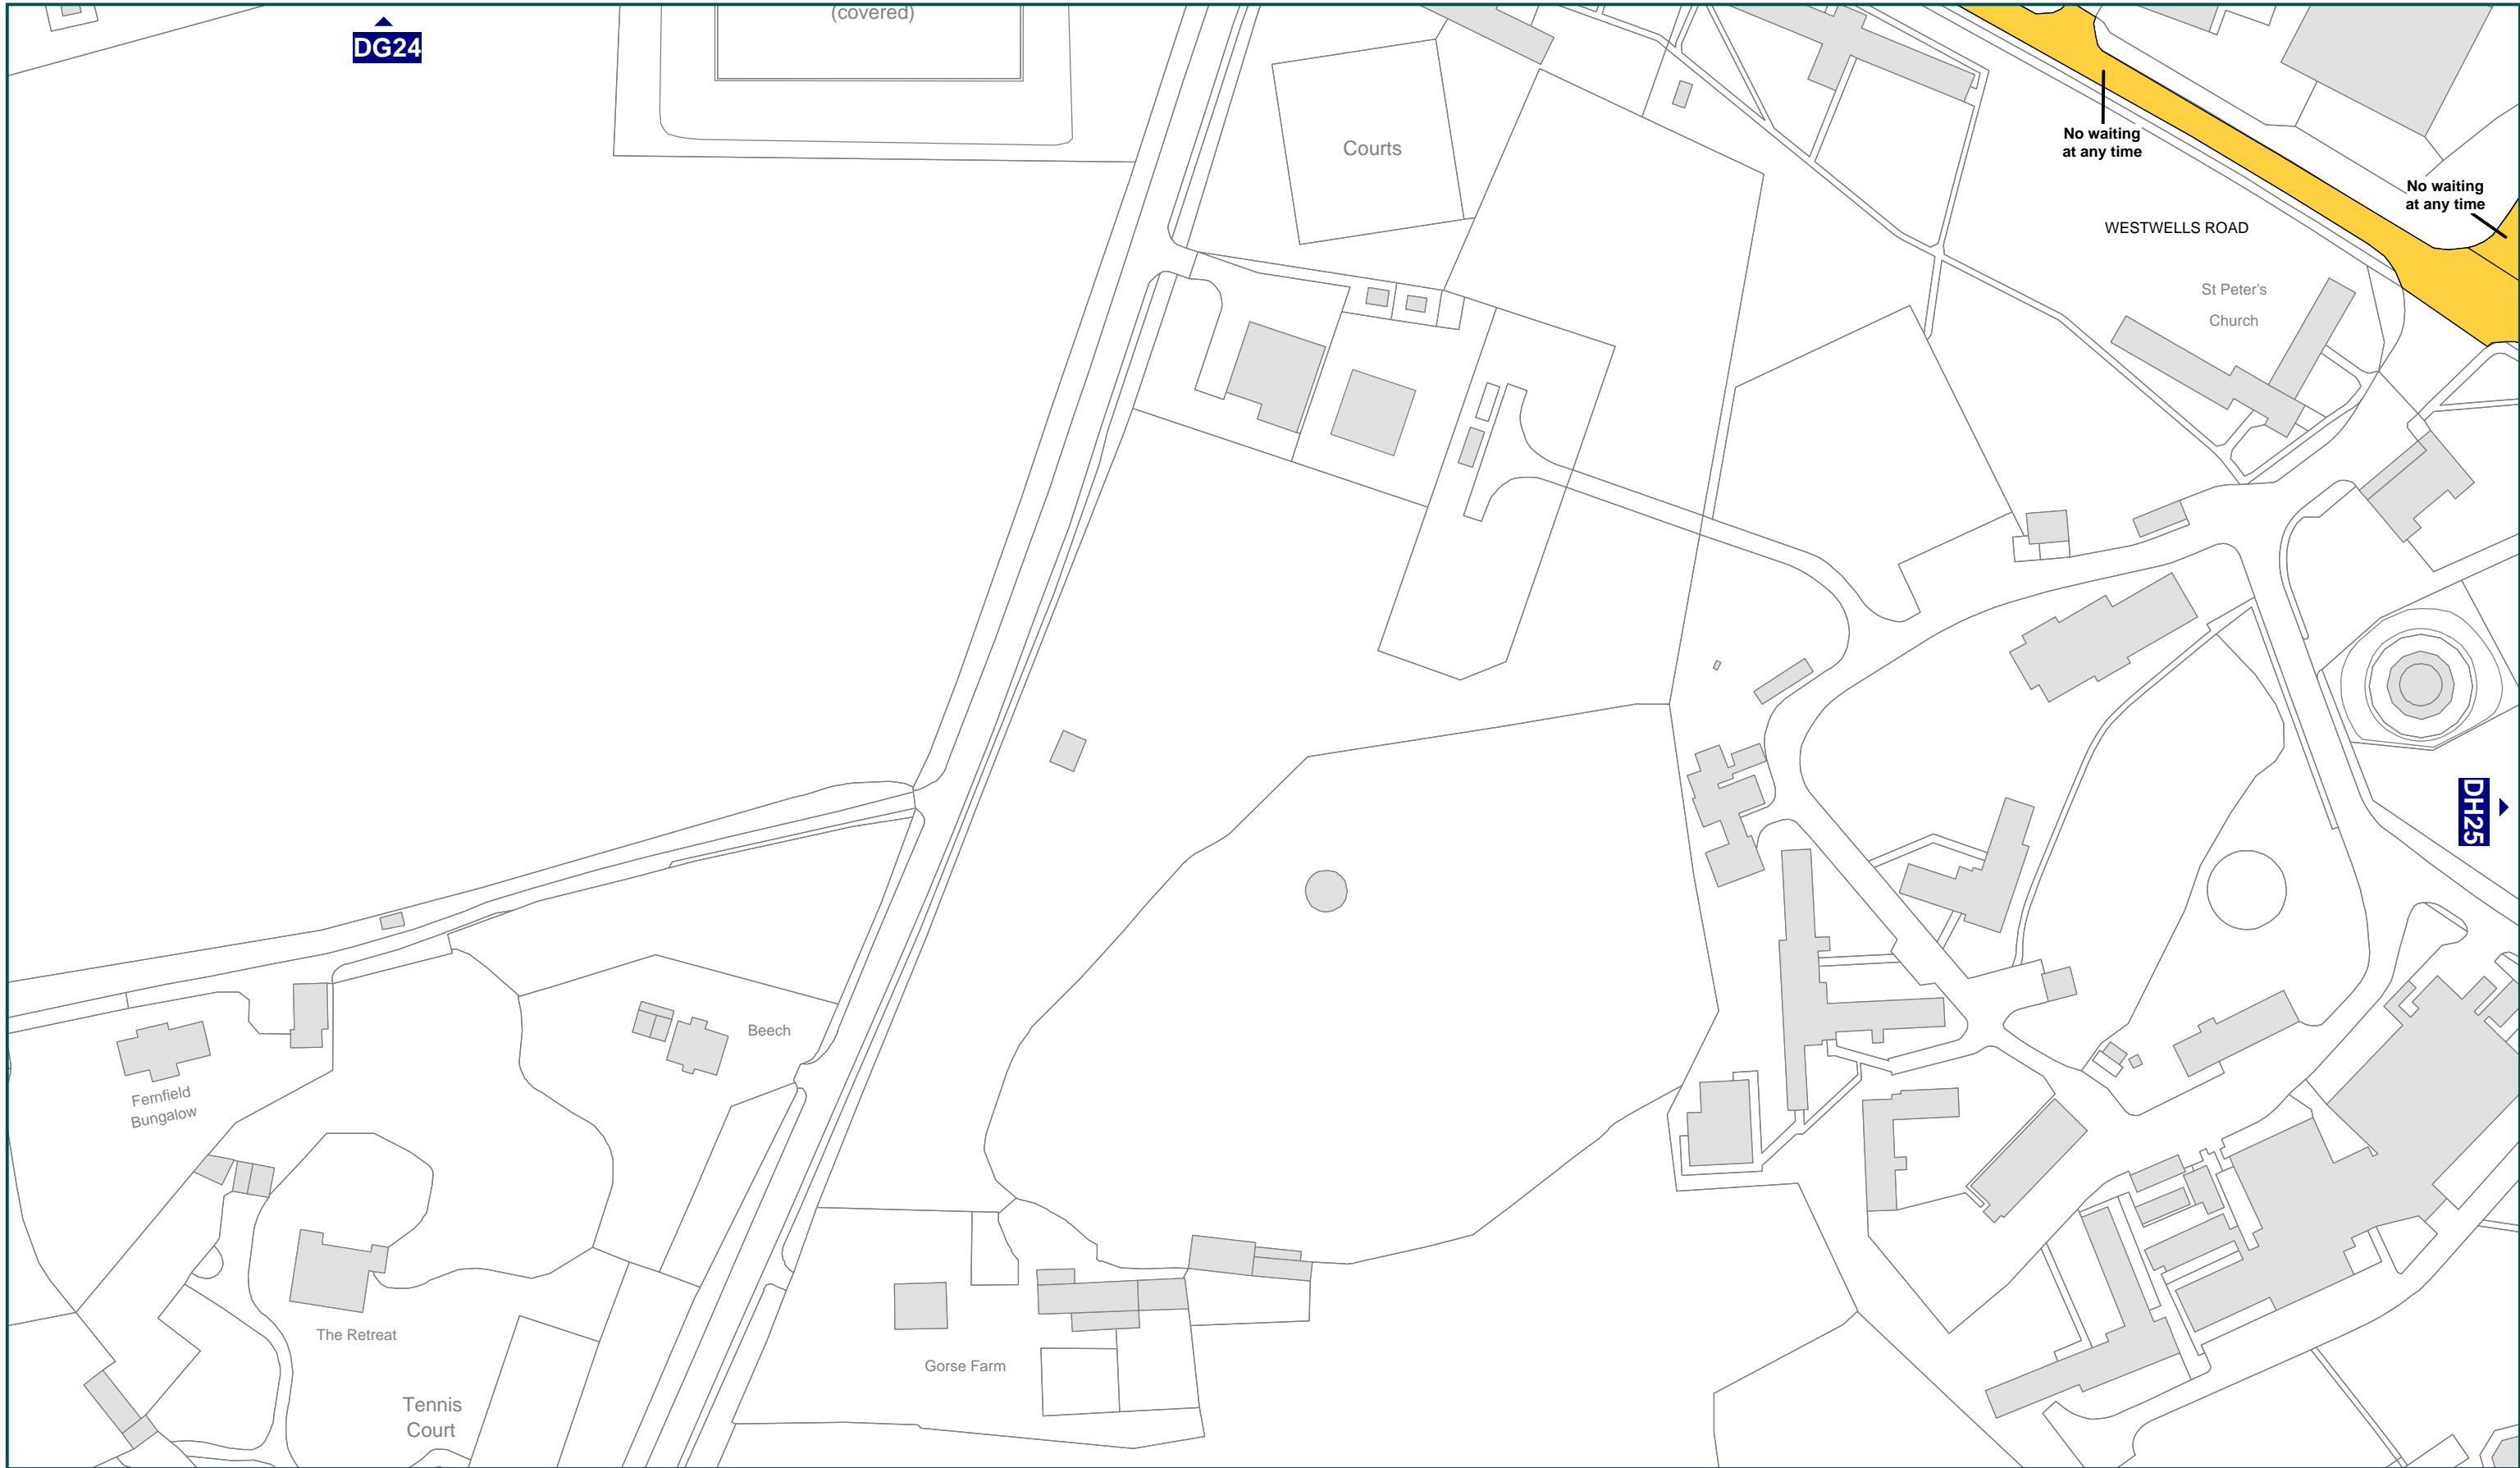 (covered)
DG24
Courts
No waiting
at any time
No waiting
at any time
WESTWELLS ROAD
St Peter's
Church
DH25
Beech
Fernfield
Bungalow
The Retreat
Gorse Farm
Tennis
Court